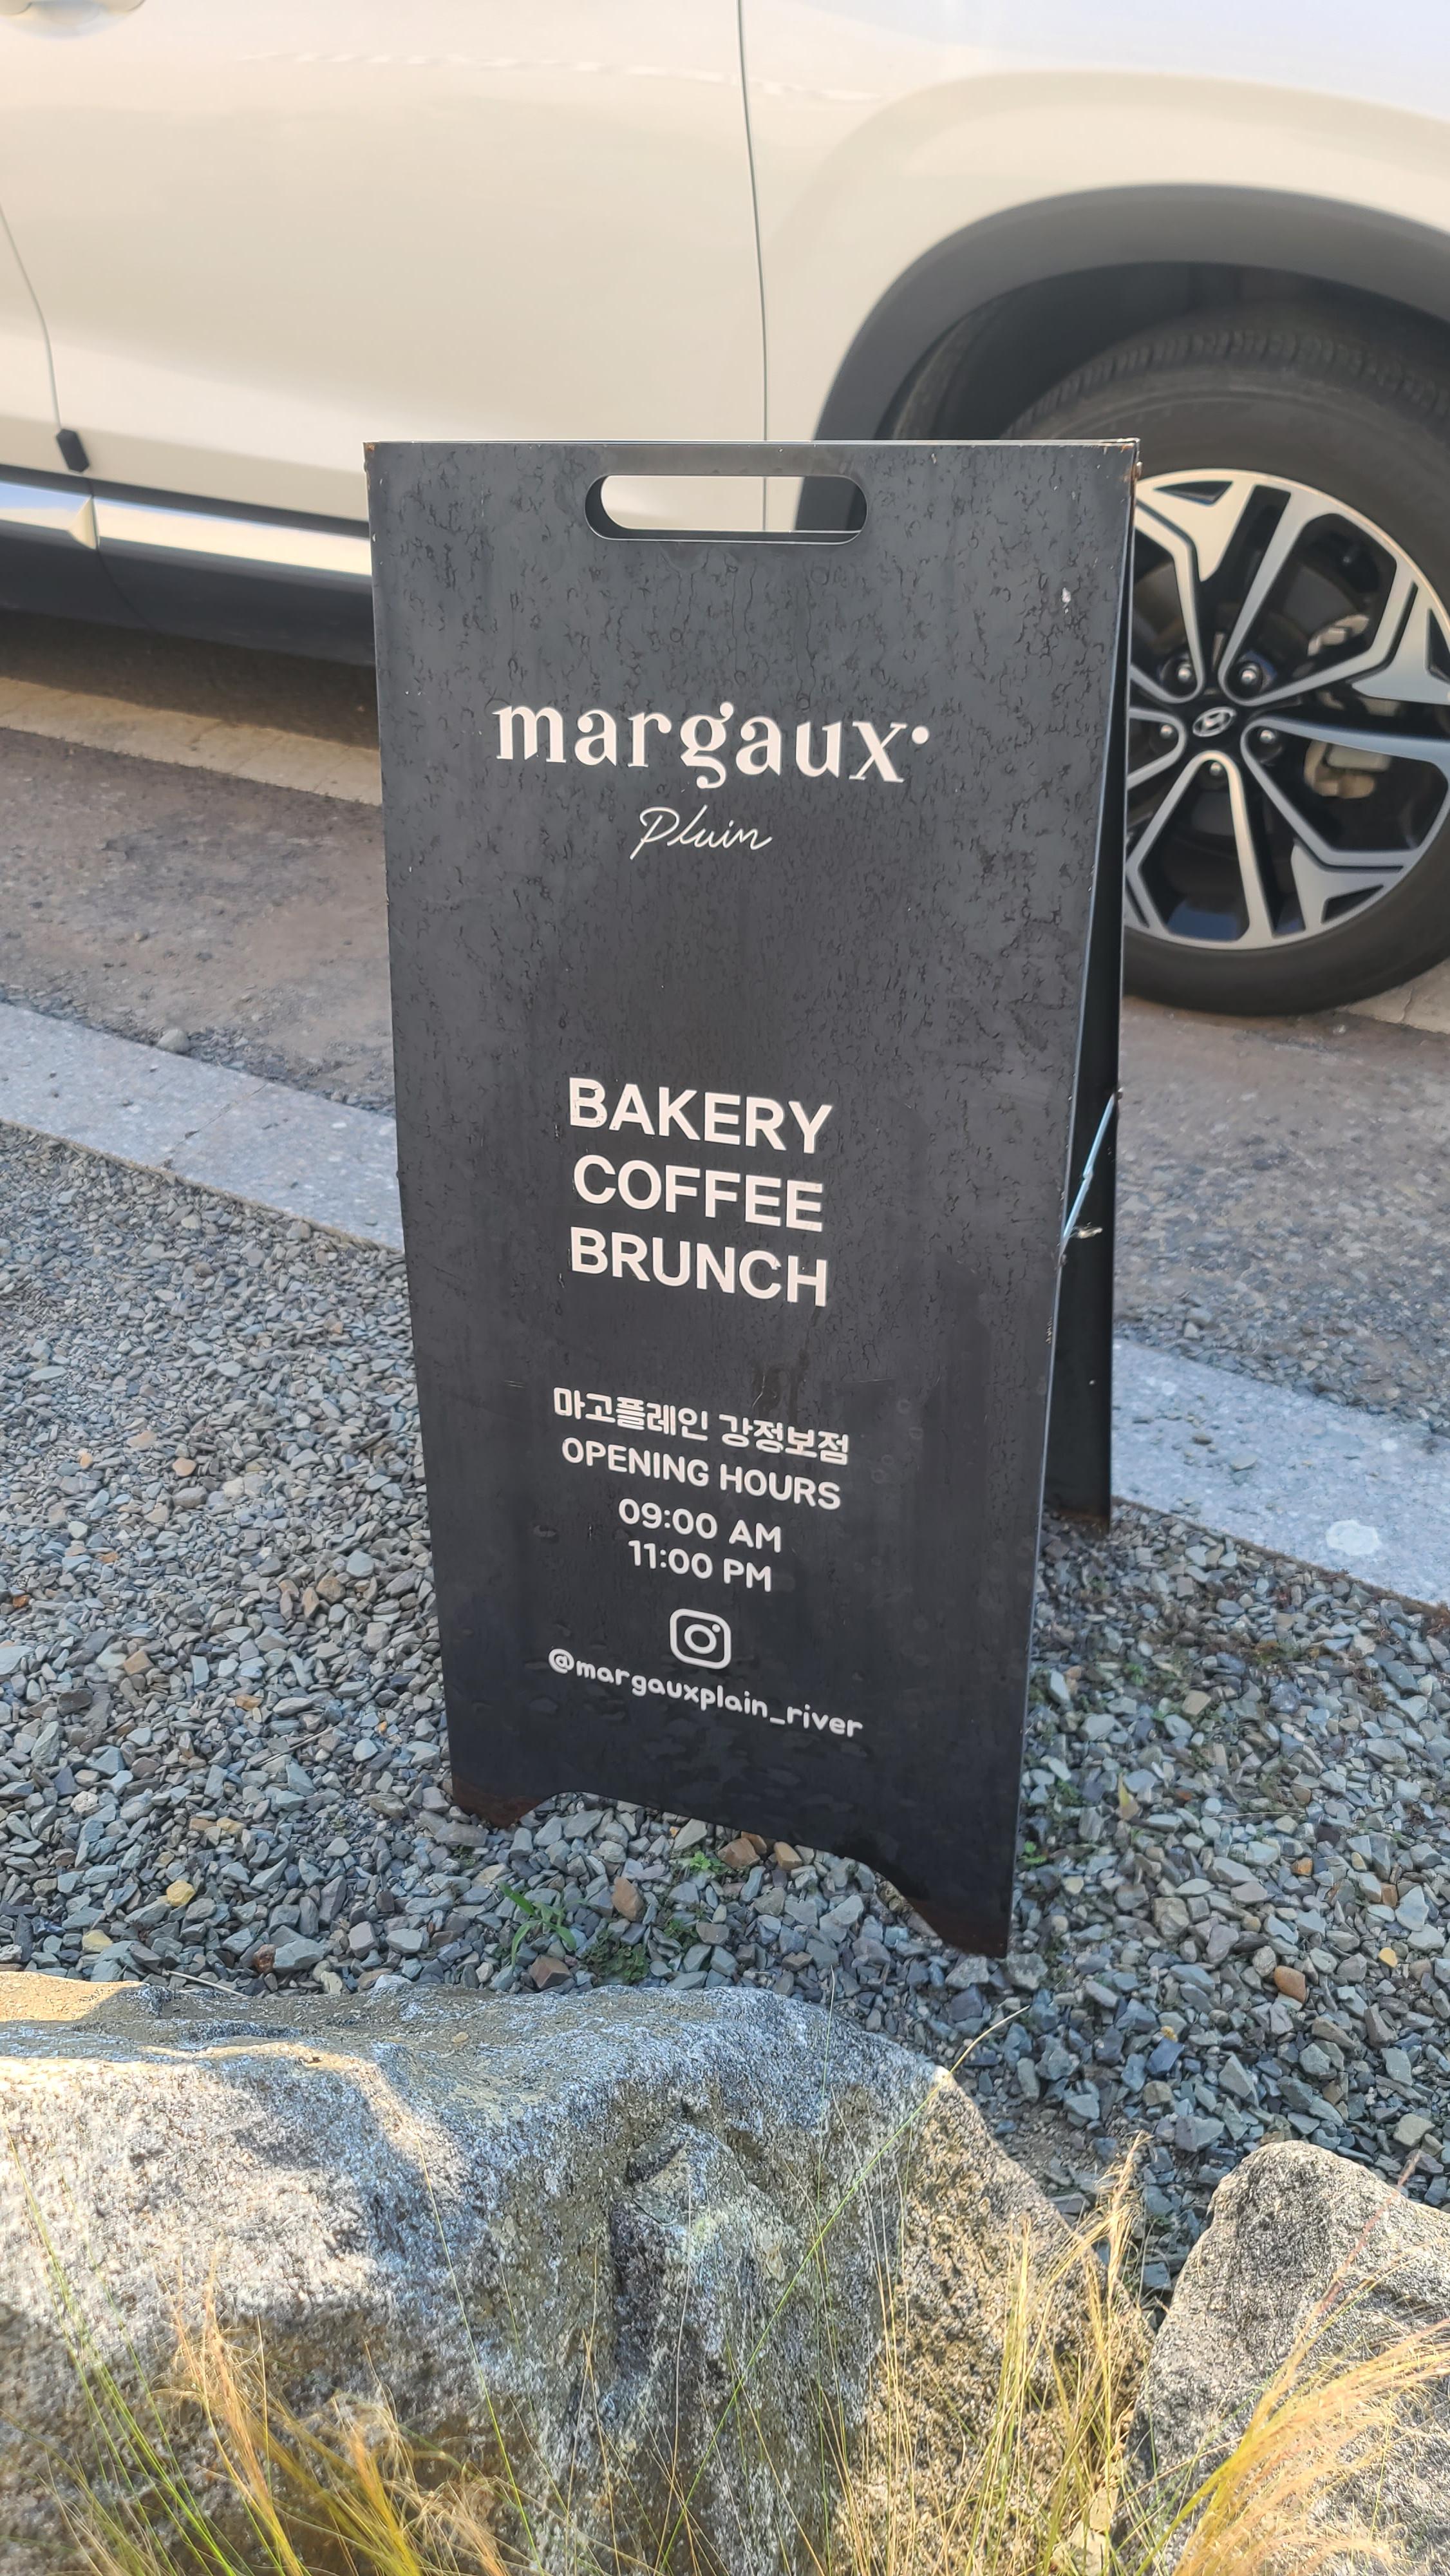 margaux
Plain
BAKERY
COFFEE
BRUNCH
마고플레인 강정보점
OPENING HOURS
09:00 AM
11:00 PM
@margauxplain_river